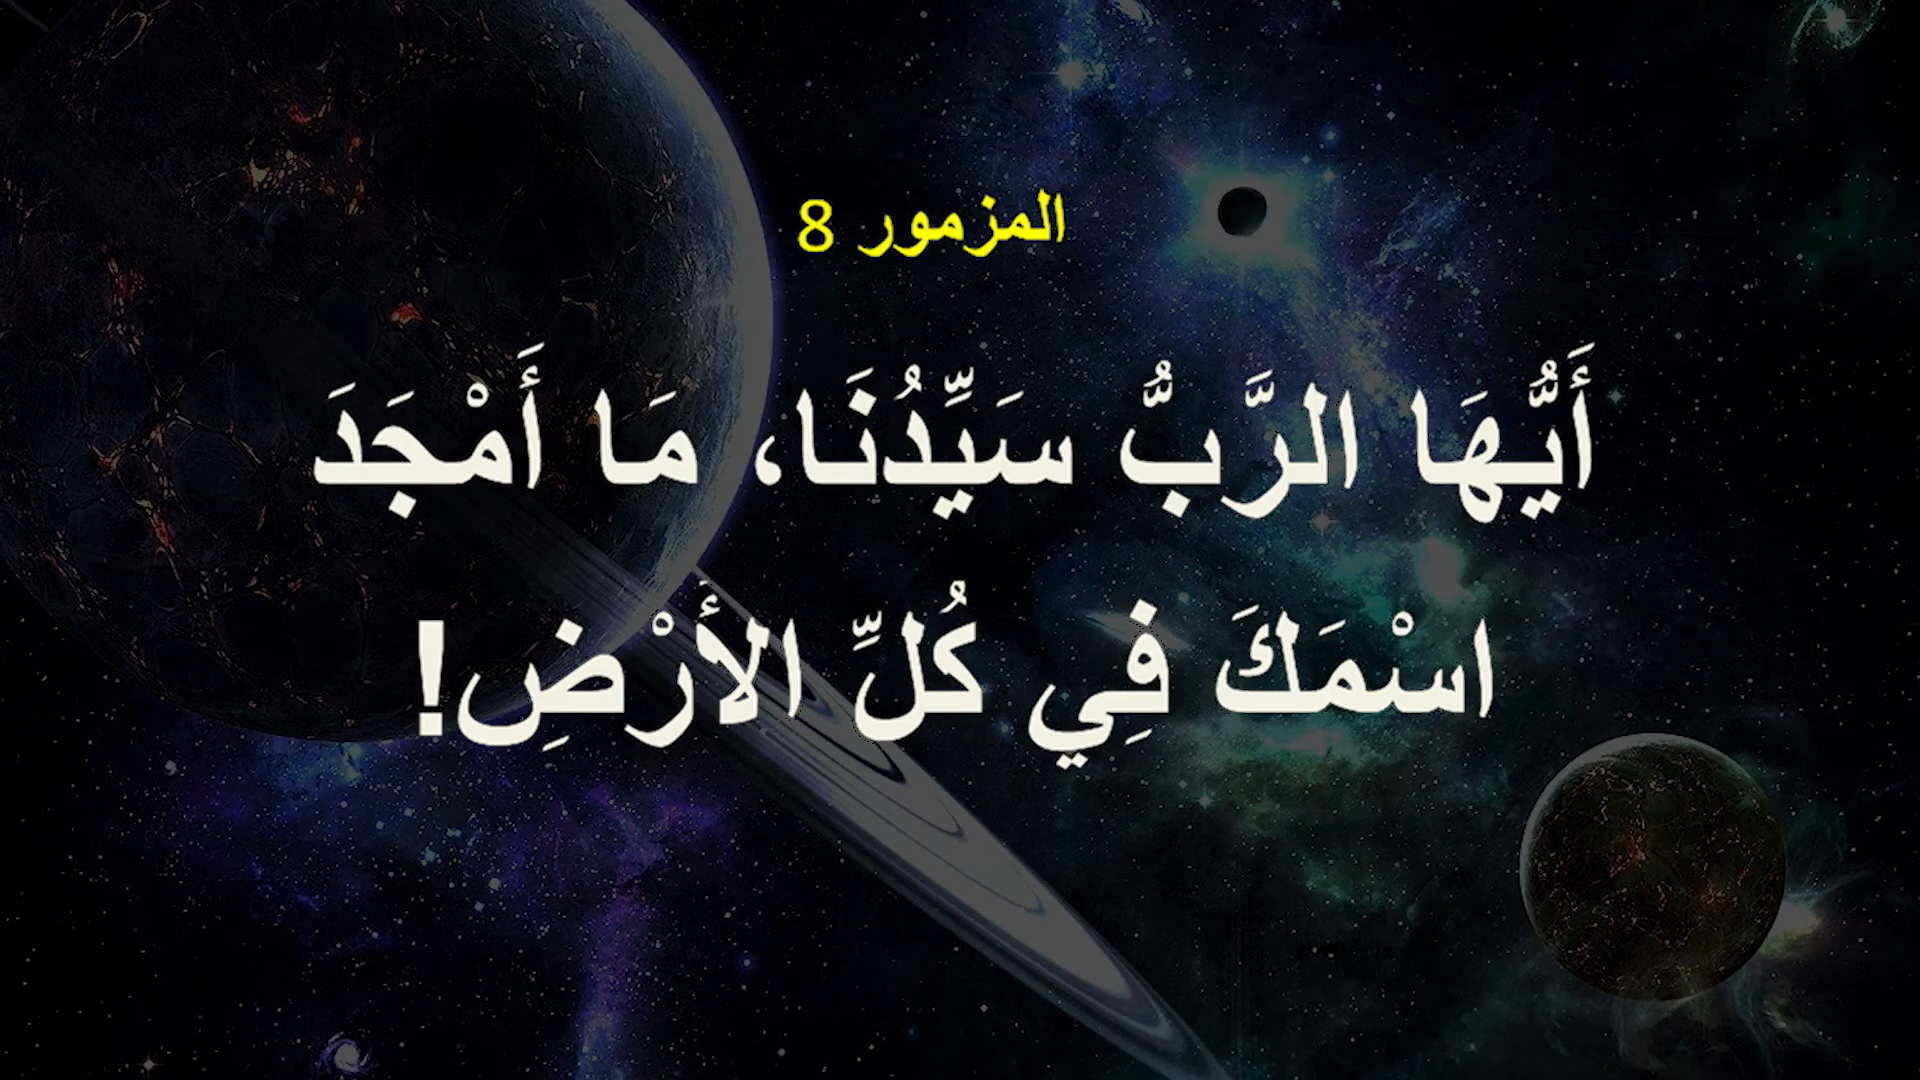 المزمور 8
أَيُّهَا الرَّبُّ سَيِّدُنَا، مَا أَمْجَدَ
اسْمَكَ فِي كُلِّ الأَرْضِ!